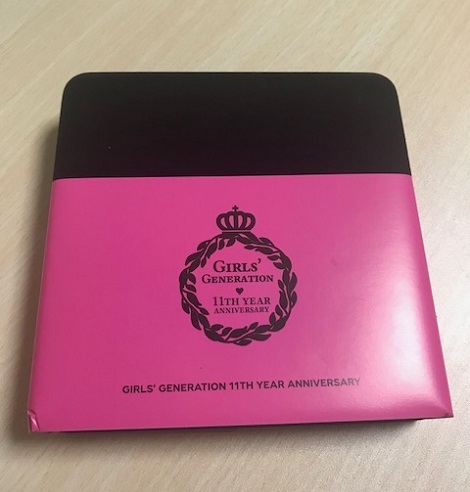 GIRLS'
GENERATION
11TH YEAR
ANNIVERSARY
GIRLS' GENERATION 11TH YEAR ANNIVERSARY